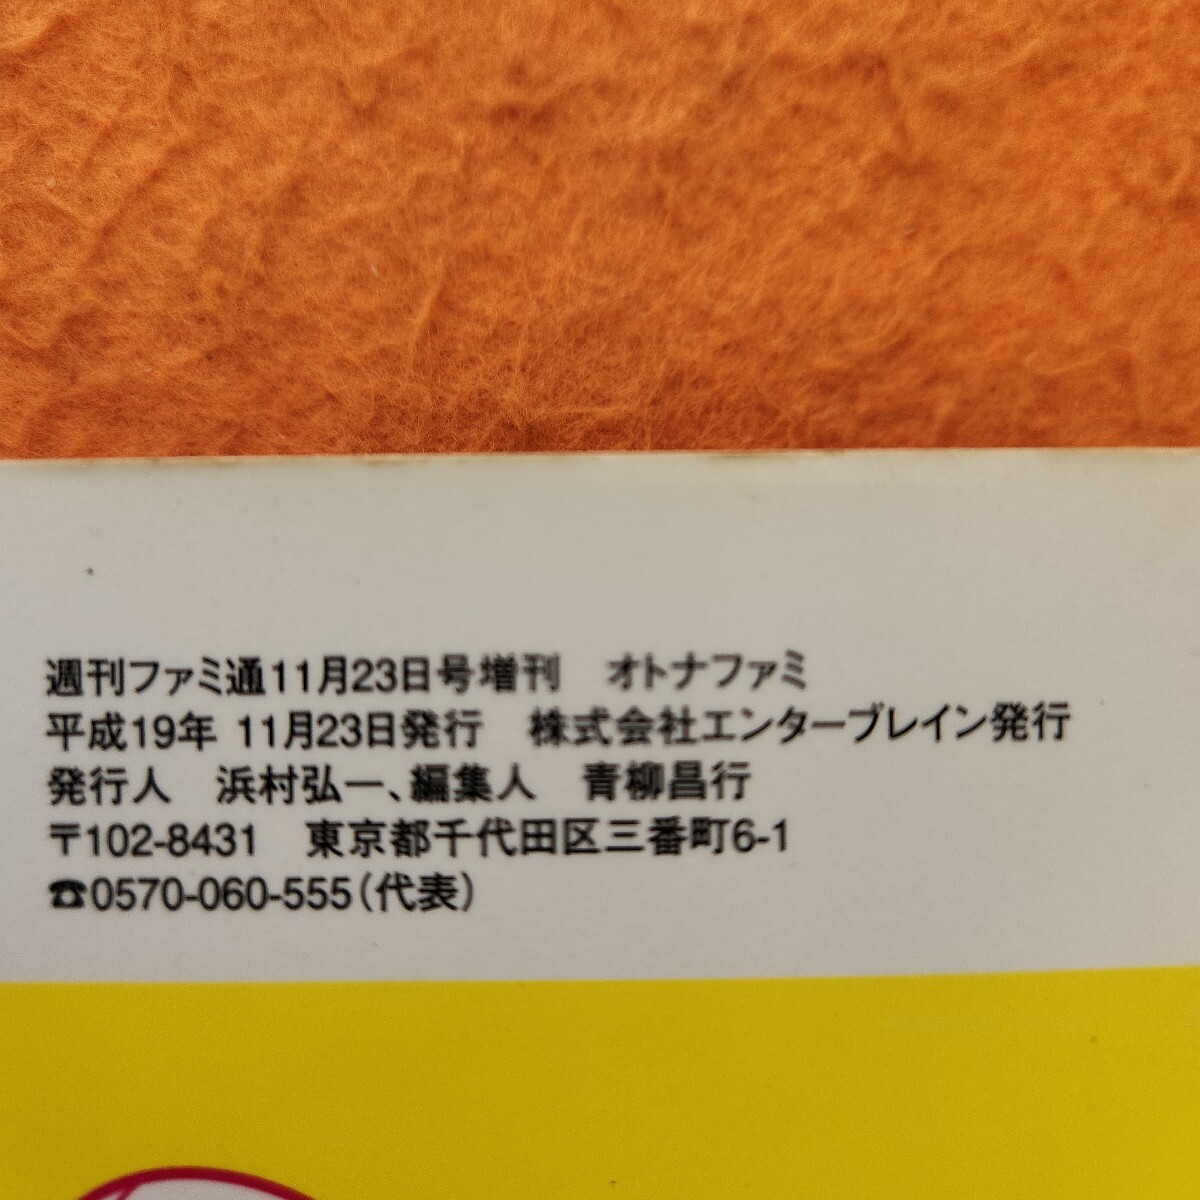 週刊ファミ通11月23日号増刊　オトナファミ
平成19年 11月23日発行　株式会社エンターブレイン発行
発行人　浜村弘一、編集人　青柳昌行
〒102-8431　東京都千代田区三番町6-1
☎0570-060-555（代表）